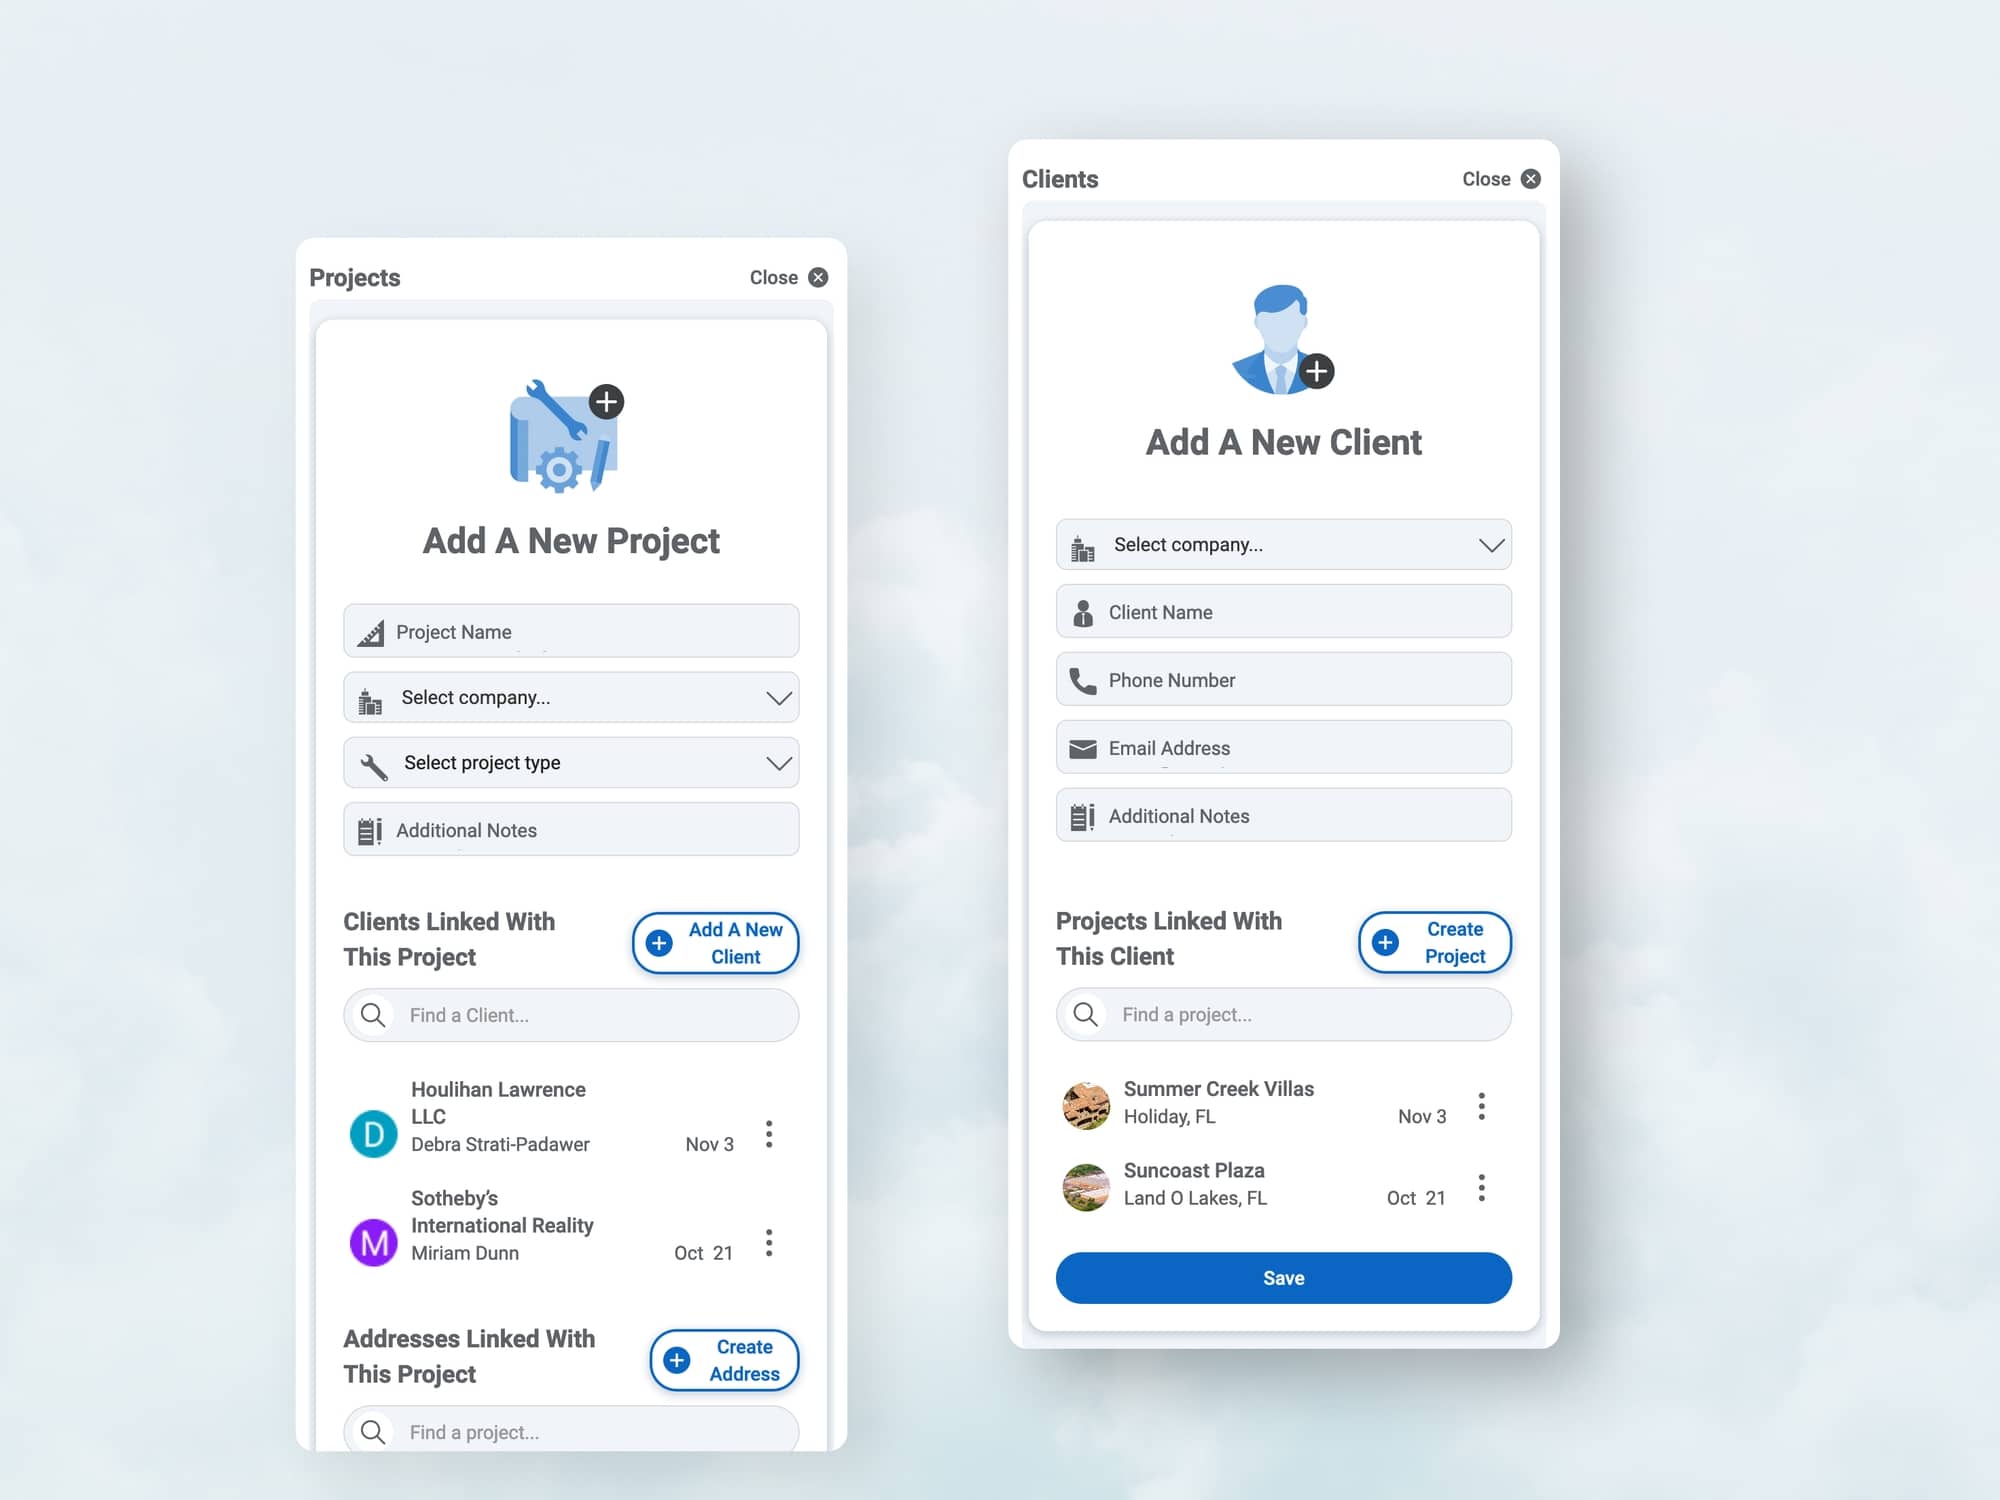 Projects
Close
Add A New Project
Project Name
Select company...
Select project type
Additional Notes
Clients Linked With
This Project
Add A New
Client
Find a Client...
Houlihan Lawrence
LLC
Debra Strati-Padawer
Nov 3
D
Sotheby’s
International Reality
Miriam Dunn
Oct 21
M
Addresses Linked With
This Project
Create
Address
Find a project...
Clients
Close
Add A New Client
Select company...
Client Name
Phone Number
Email Address
Additional Notes
Projects Linked With
This Client
Create
Project
Find a project...
Summer Creek Villas
Holiday, FL
Nov 3
Suncoast Plaza
Land O Lakes, FL
Oct 21
Save